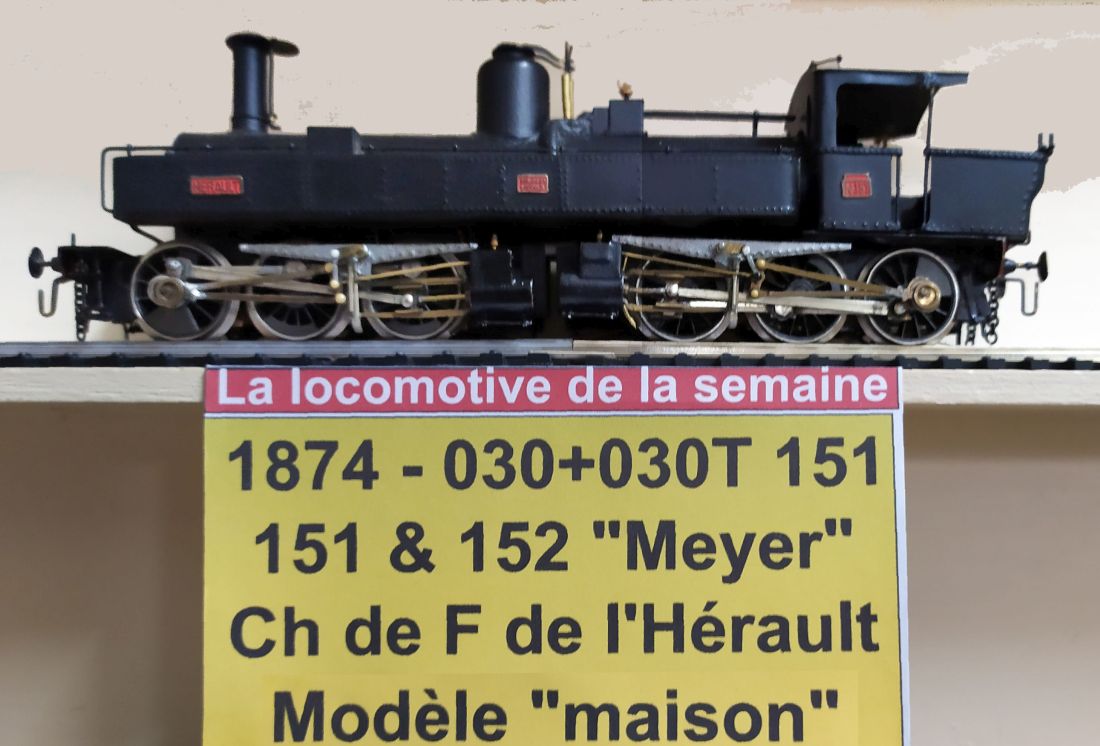 HERAULT
151
La locomotive de la semaine
1874 - 030+030T 151
151 & 152 "Meyer"
Ch de F de l'Hérault
Modèle "maison"